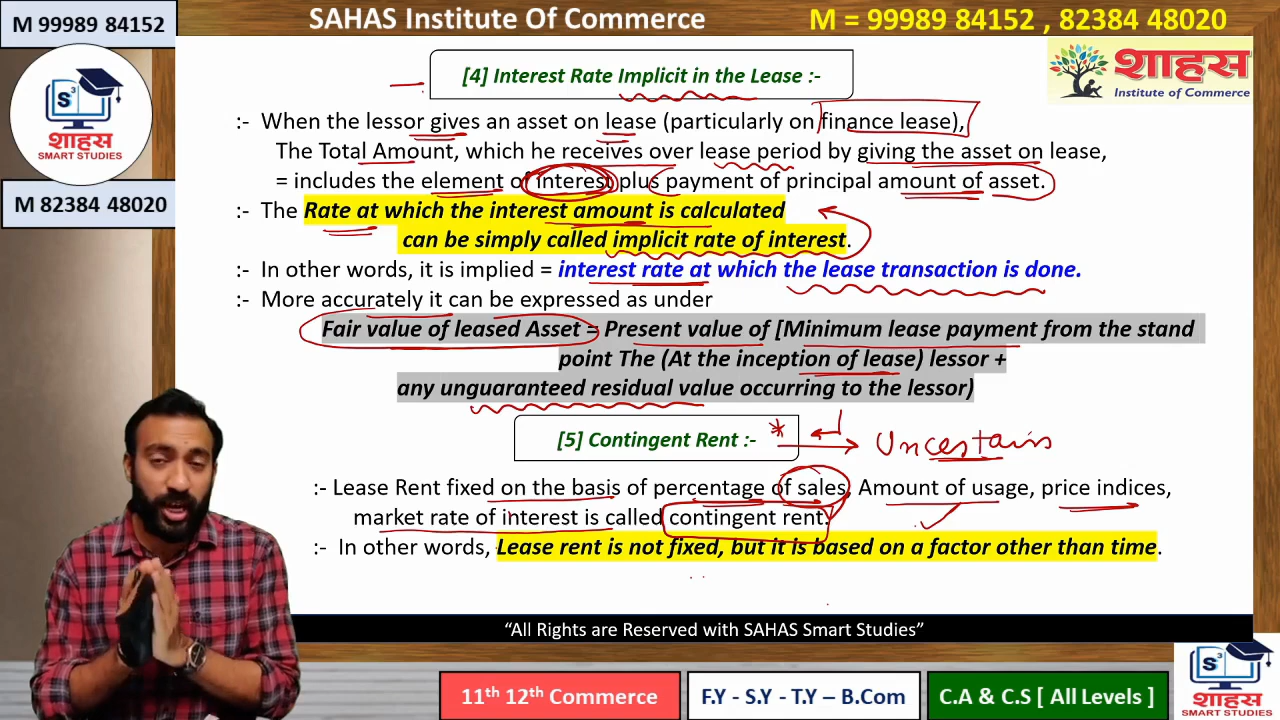 M 99989 84152
SAHAS Institute Of Commerce
M = 99989 84152 , 82384 48020
S³
शाहस
SMART STUDIES
M 82384 48020
शाहस
Institute of Commerce
[4] Interest Rate Implicit in the Lease :-
:- When the lessor gives an asset on lease (particularly on finance lease),
The Total Amount, which he receives over lease period by giving the asset on lease,
= includes the element of interest plus payment of principal amount of asset.
:- The Rate at which the interest amount is calculated
can be simply called implicit rate of interest.
:- In other words, it is implied = interest rate at which the lease transaction is done.
:- More accurately it can be expressed as under
Fair value of leased Asset = Present value of [Minimum lease payment from the stand
point The (At the inception of lease) lessor +
any unguaranteed residual value occurring to the lessor)
[5] Contingent Rent :-
* Uncertain
:- Lease Rent fixed on the basis of percentage of sales, Amount of usage, price indices,
market rate of interest is called contingent rent.
:- In other words, Lease rent is not fixed, but it is based on a factor other than time.
“All Rights are Reserved with SAHAS Smart Studies”
11th 12th Commerce
F.Y - S.Y - T.Y – B.Com
C.A & C.S [ All Levels ]
S³
शाहस
SMART STUDIES